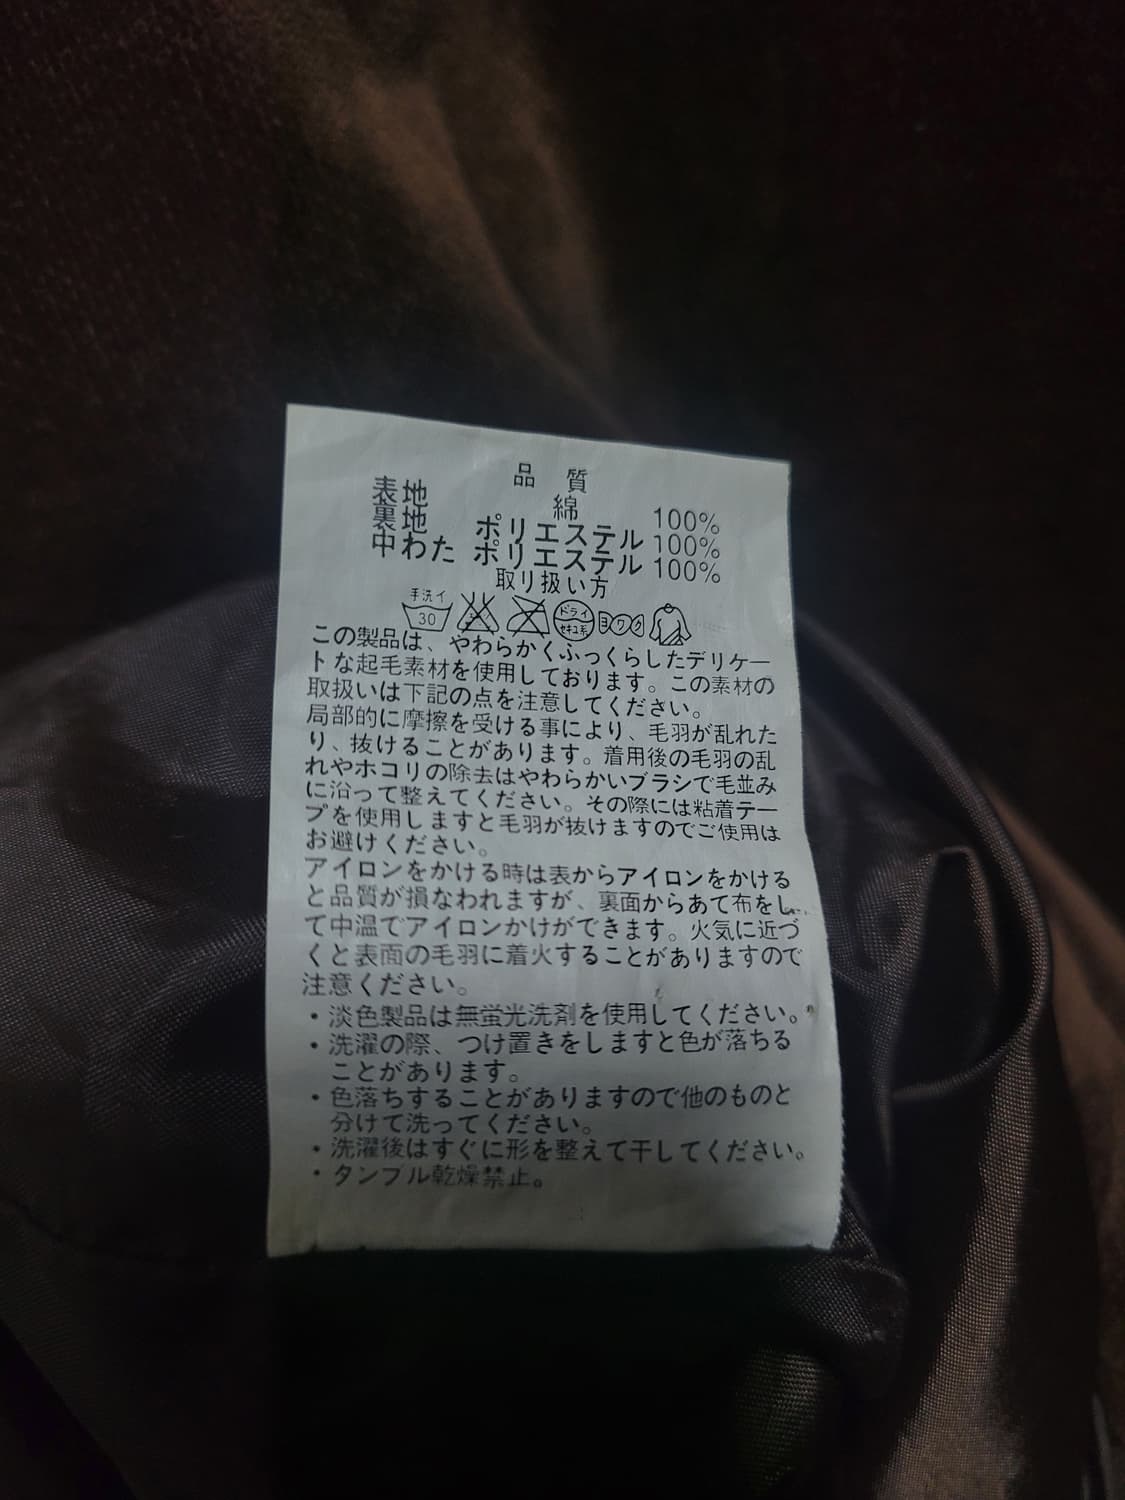 品 質
表地 綿 100%
裏地 ポリエステル 100%
中わた ポリエステル 100%
取り扱い方
手洗イ 30 ドライ セキユ系 ヨワク
この製品は、やわらかくふっくらしたデリケー
トな起毛素材を使用しております。この素材の
取扱いは下記の点を注意してください。
局部的に摩擦を受ける事により、毛羽が乱れた
り、抜けることがあります。着用後の毛羽の乱
れやホコリの除去はやわらかいブラシで毛並み
に沿って整えてください。その際には粘着テー
プを使用しますと毛羽が抜けますのでご使用は
お避けください。
アイロンをかける時は表からアイロンをかける
と品質が損なわれますが、裏面からあて布をし
て中温でアイロンかけができます。火気に近づ
くと表面の毛羽に着火することがありますので
注意ください。
・淡色製品は無蛍光洗剤を使用してください。
・洗濯の際、つけ置きをしますと色が落ちる
ことがあります。
・色落ちすることがありますので他のものと
分けて洗ってください。
・洗濯後はすぐに形を整えて干してください。
・タンブル乾燥禁止。